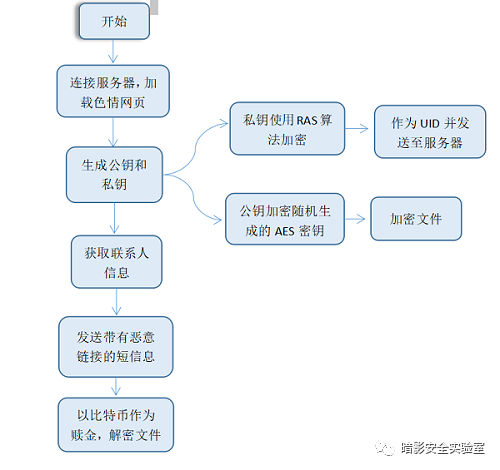 开始
连接服务器，加
载色情网页
生成公钥和
私钥
私钥使用 RAS 算
法加密
作为 UID 并发
送至服务器
公钥加密随机生
成的 AES 密钥
加密文件
获取联系人
信息
发送带有恶意
链接的短信息
以比特币作为
赎金，解密文件
暗影安全实验室